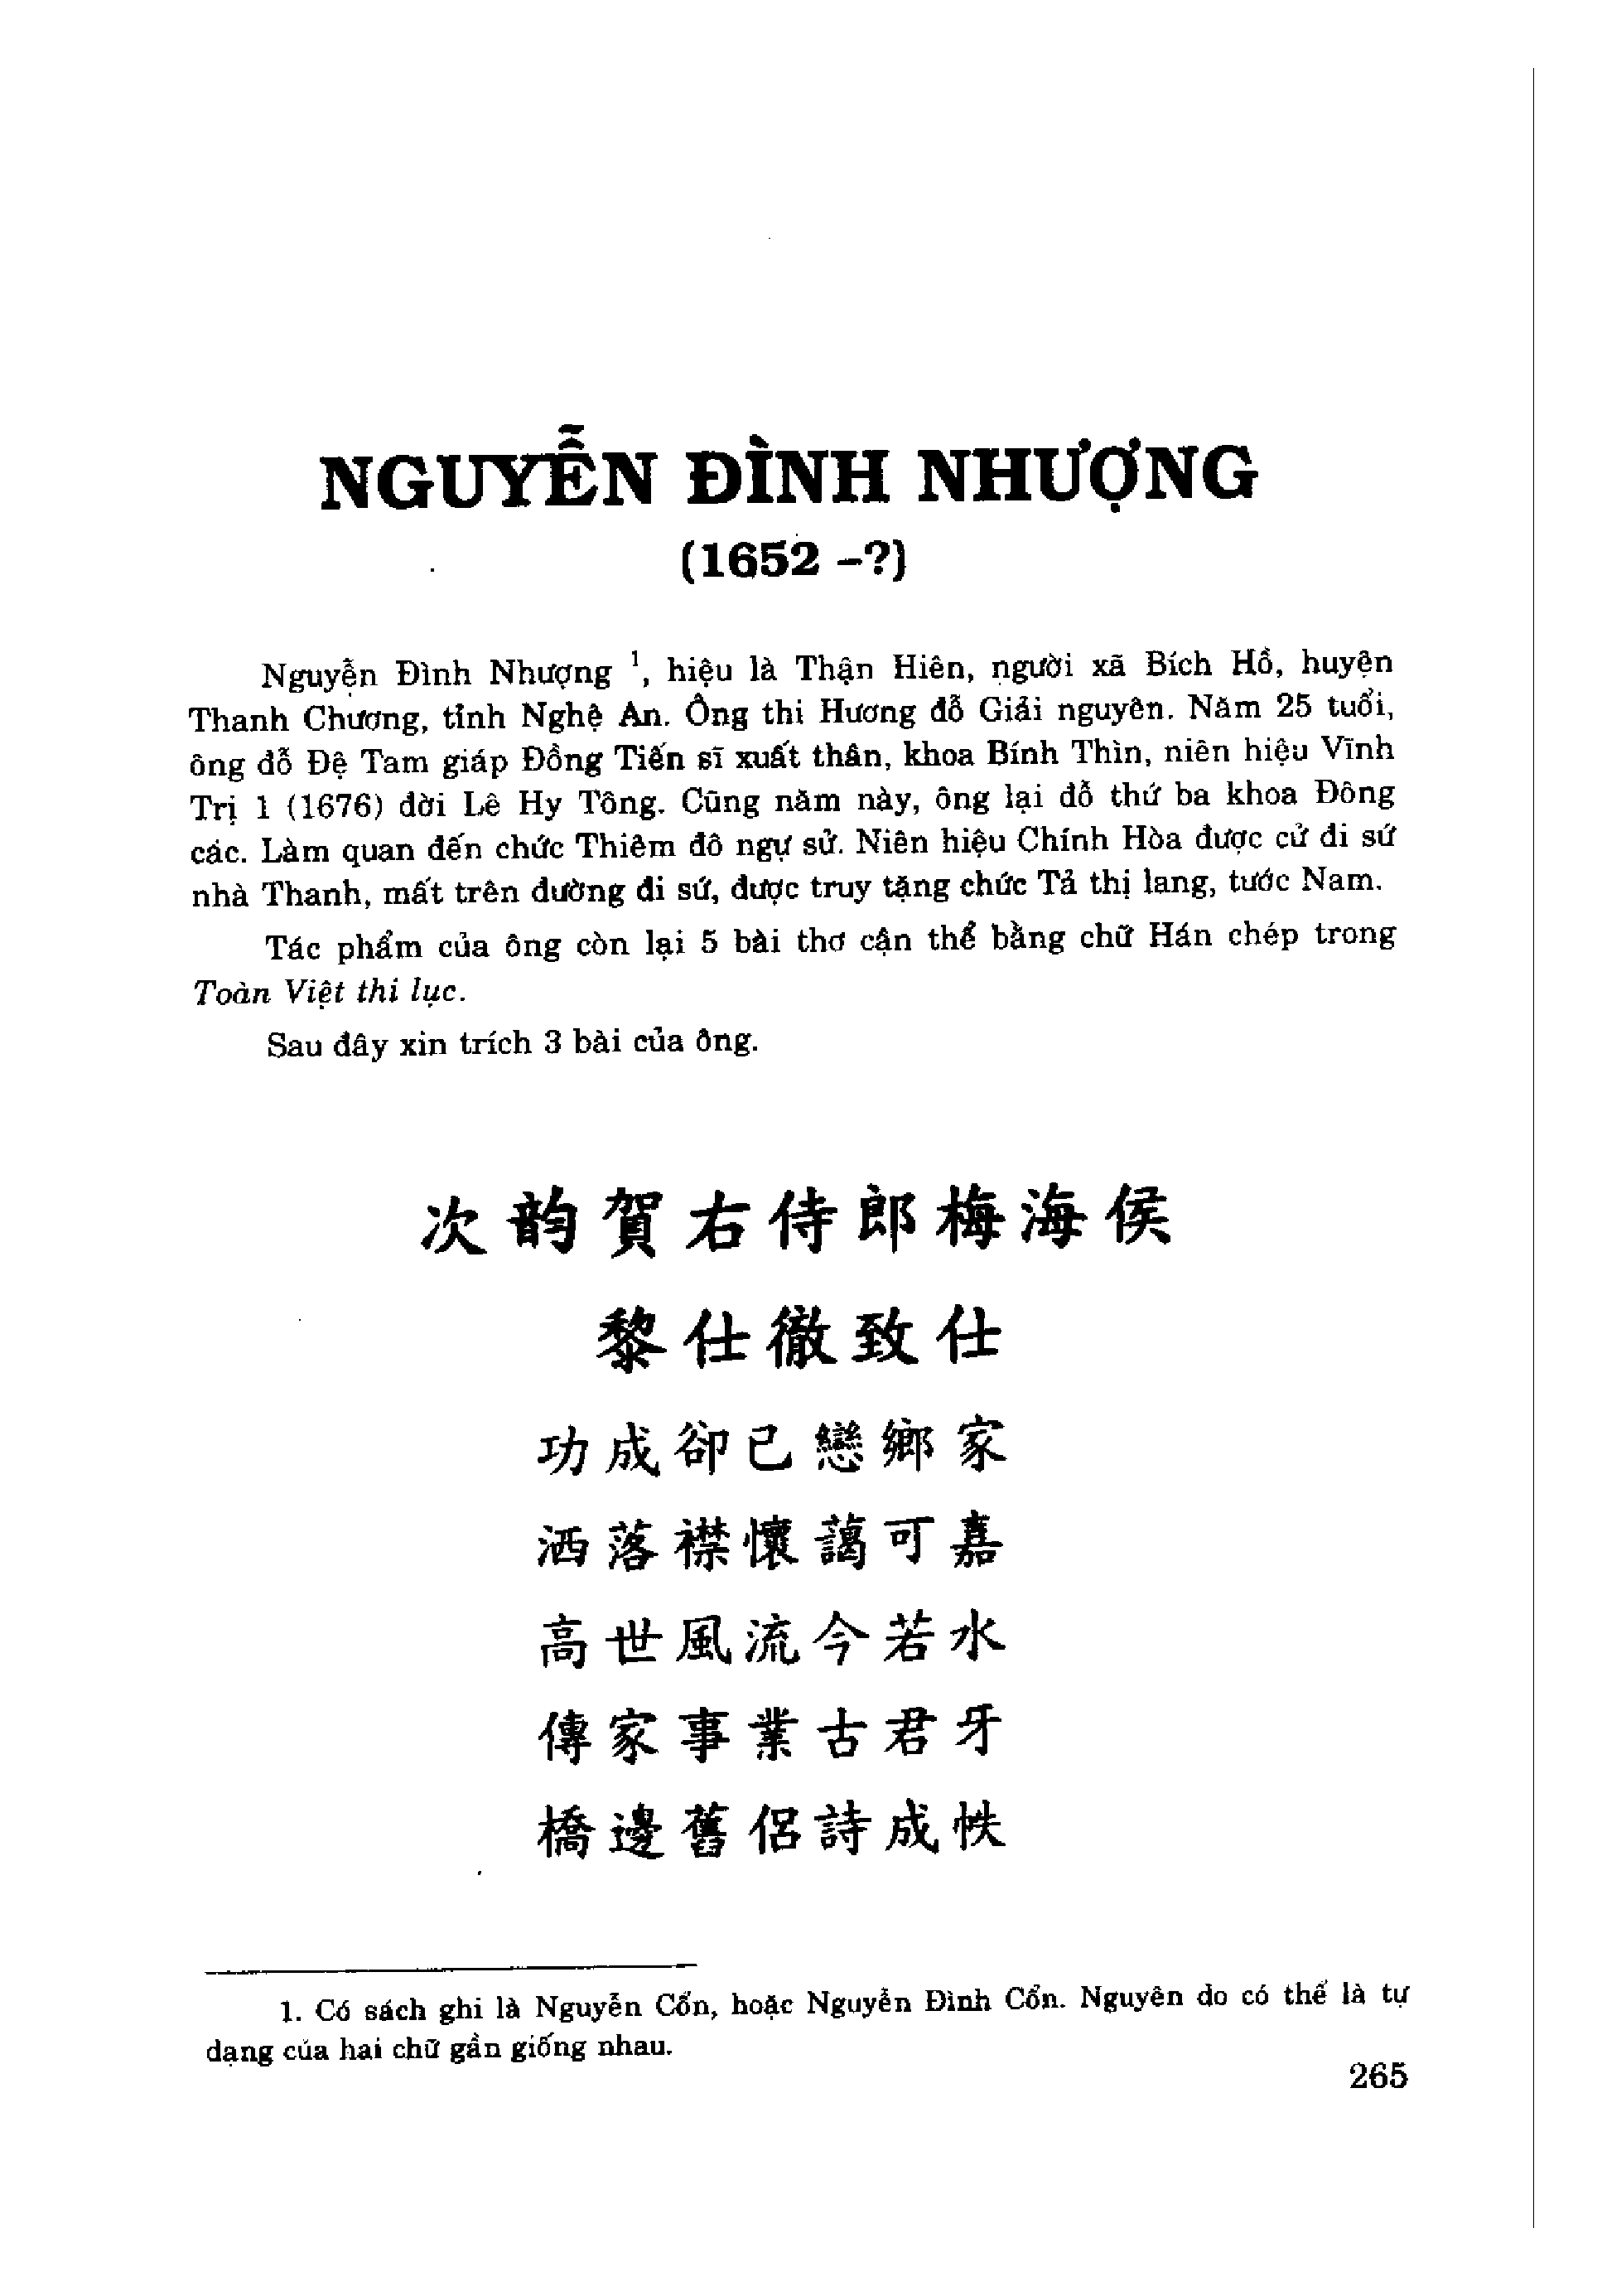 NGUYỄN ĐÌNH NHƯỢNG
(1652 –?)
Nguyễn Đình Nhượng ¹, hiệu là Thận Hiên, người xã Bích Hồ, huyện
Thanh Chương, tỉnh Nghệ An. Ông thi Hương đỗ Giải nguyên. Năm 25 tuổi,
ông đỗ Đệ Tam giáp Đồng Tiến sĩ xuất thân, khoa Bính Thìn, niên hiệu Vĩnh
Trị 1 (1676) đời Lê Hy Tông. Cũng năm này, ông lại đỗ thứ ba khoa Đông
các. Làm quan đến chức Thiêm đô ngự sử. Niên hiệu Chính Hòa được cử đi sứ
nhà Thanh, mất trên đường đi sứ, được truy tặng chức Tả thị lang, tước Nam.
Tác phẩm của ông còn lại 5 bài thơ cận thể bằng chữ Hán chép trong
Toàn Việt thi lục.
Sau đây xin trích 3 bài của ông.
次韵賀右侍郎梅海侯
黎仕徹致仕
功成卻已戀鄉家
洒落襟懷藹可嘉
高世風流今若水
傳家事業古君牙
橋邊舊侶詩成帙
1. Có sách ghi là Nguyễn Cổn, hoặc Nguyễn Đình Cổn. Nguyên do có thể là tự
dạng của hai chữ gần giống nhau.
265